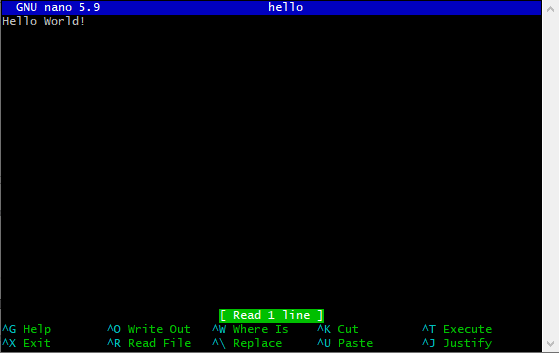 GNU nano 5.9 hello
Hello World!
[ Read 1 line ]
^G Help ^O Write Out ^W Where Is ^K Cut ^T Execute
^X Exit ^R Read File ^\ Replace ^U Paste ^J Justify